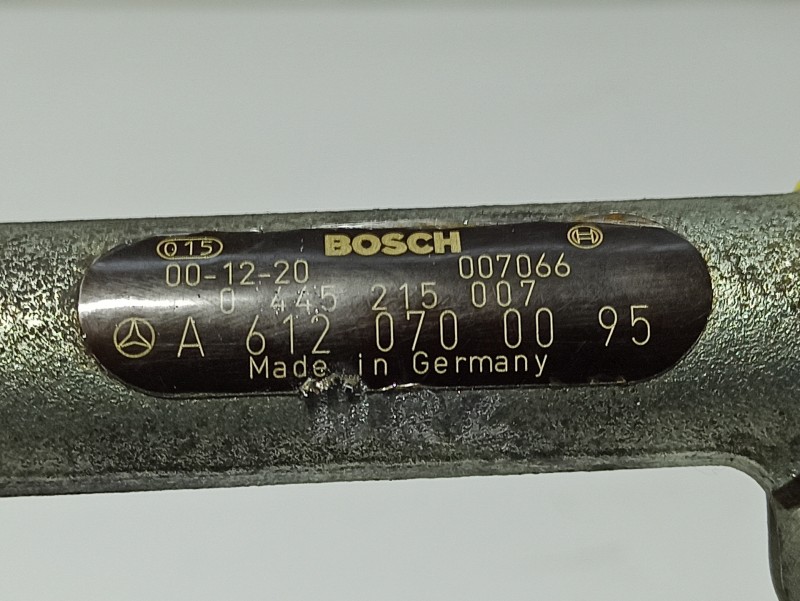 015 BOSCH
00-12-20 007066
0 445 215 007
A 612 070 00 95
Made in Germany